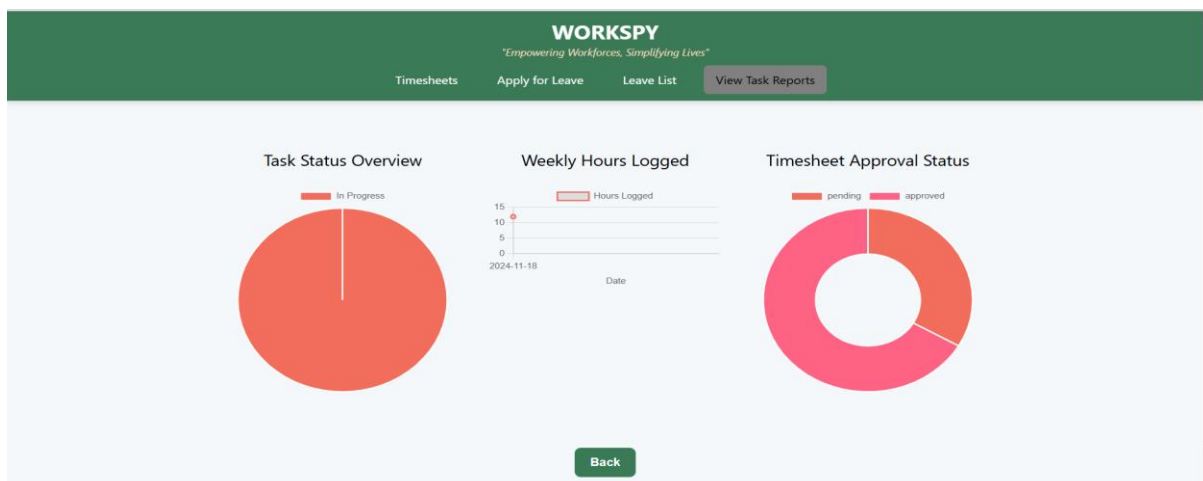 WORKSPY
"Empowering Workforces, Simplifying Lives"
Timesheets Apply for Leave Leave List View Task Reports
Task Status Overview
In Progress
Weekly Hours Logged
Hours Logged
15
10
5
0
2024-11-18
Date
Timesheet Approval Status
pending approved
Back